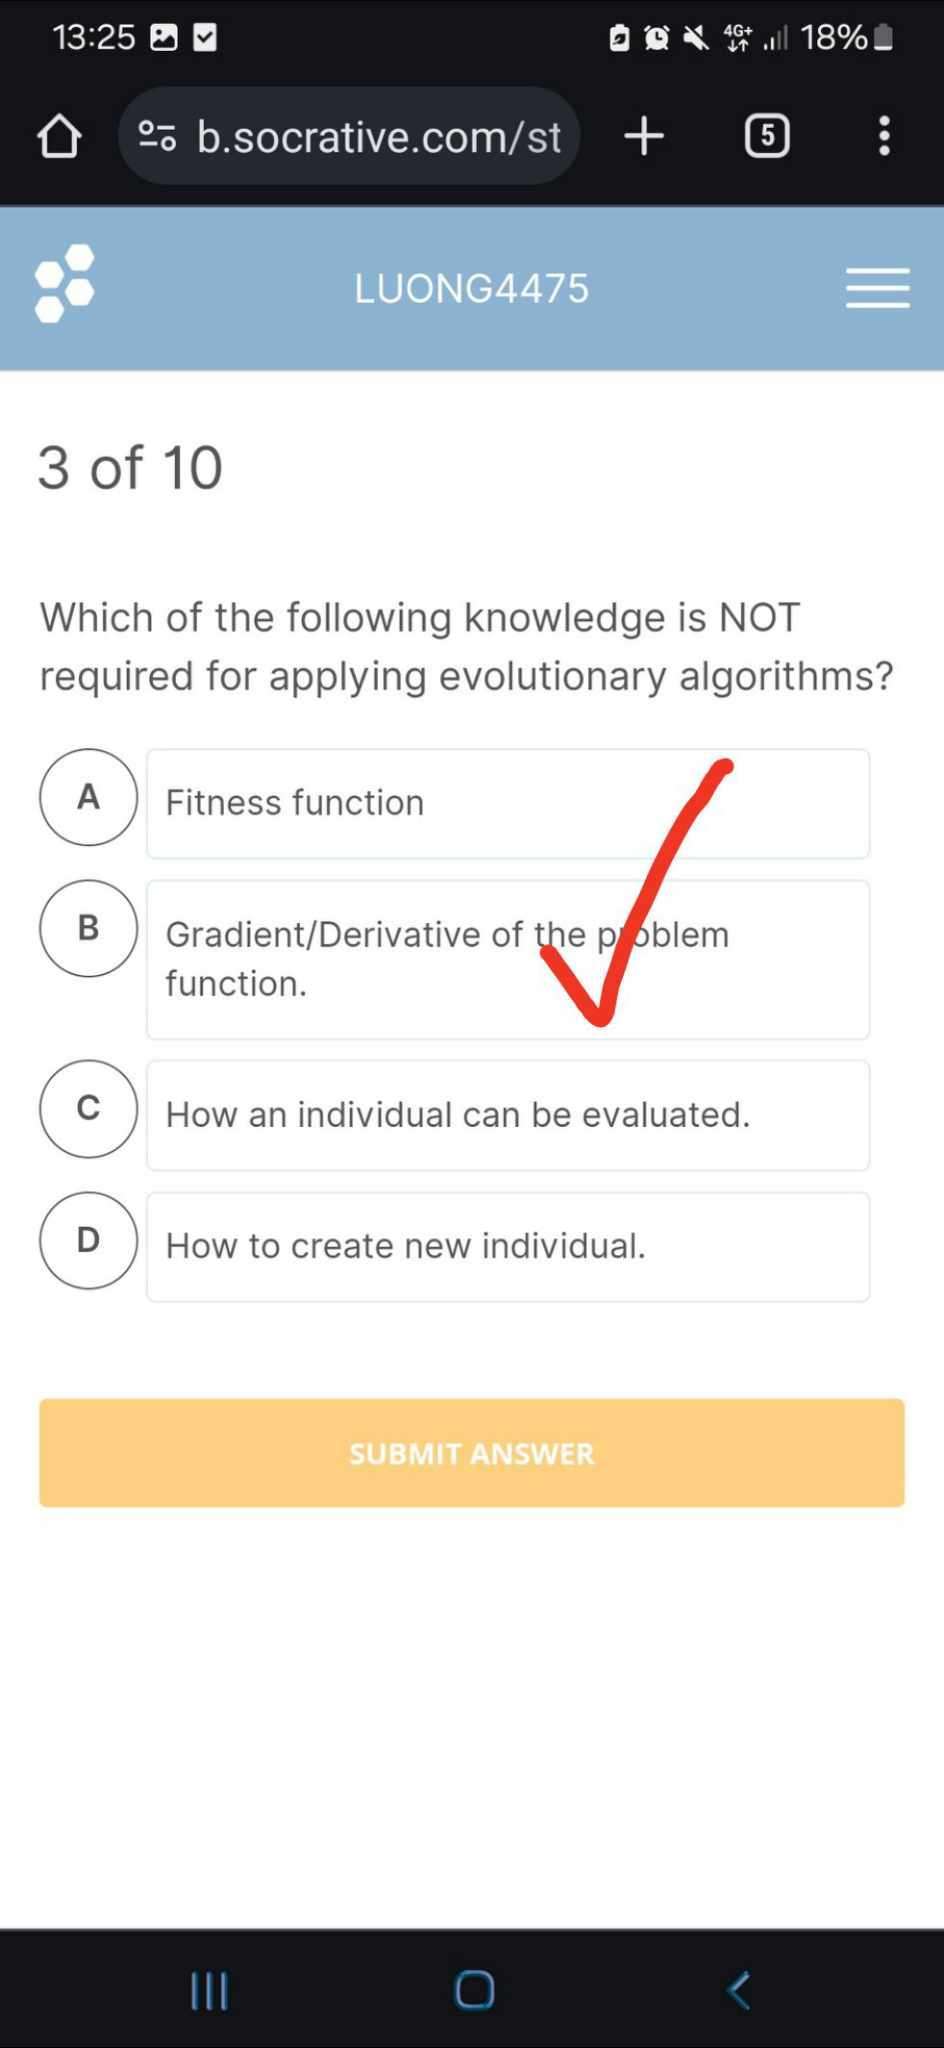 13:25
4G+
18%
b.socrative.com/st
5
LUONG4475
3 of 10
Which of the following knowledge is NOT
required for applying evolutionary algorithms?
A
Fitness function
B
Gradient/Derivative of the problem
function.
C
How an individual can be evaluated.
D
How to create new individual.
SUBMIT ANSWER